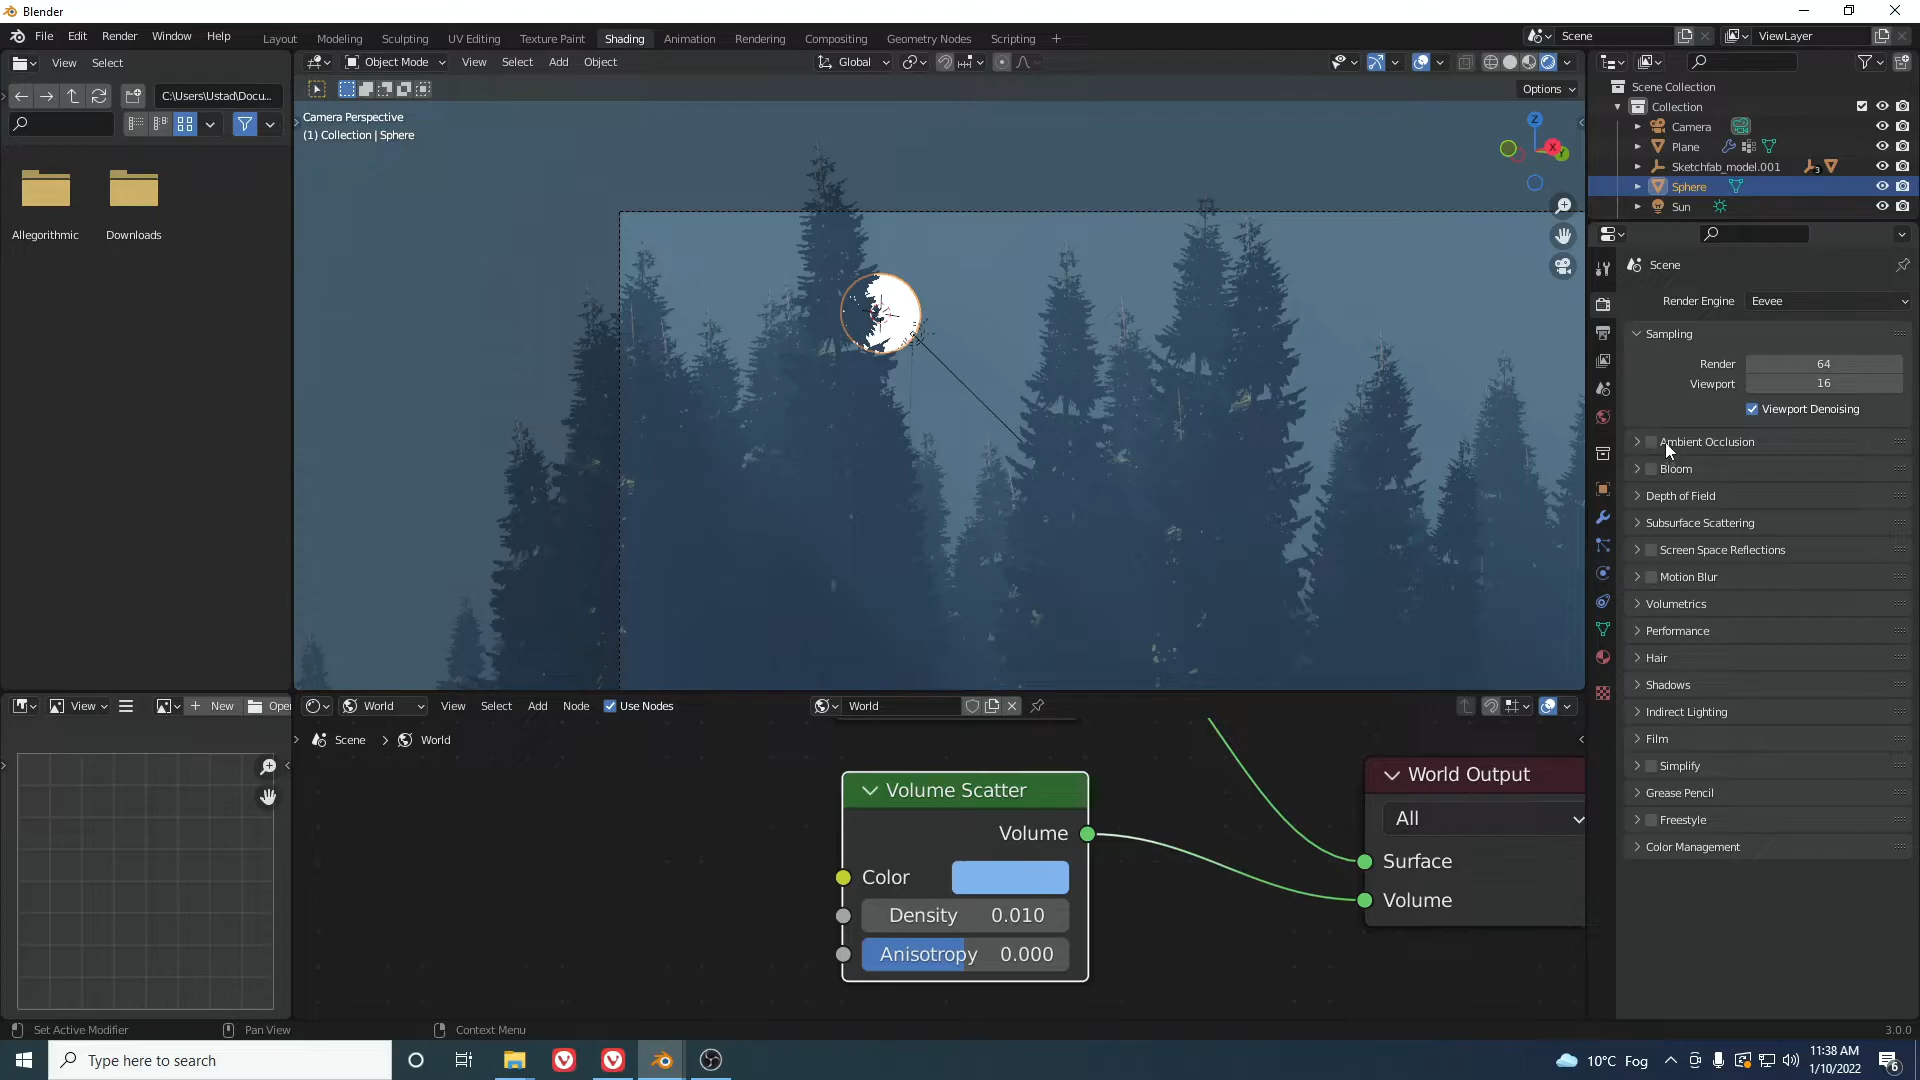 Blender
File Edit Render Window Help
Layout Modeling Sculpting UV Editing Texture Paint Shading Animation Rendering Compositing Geometry Nodes Scripting
Scene
ViewLayer
View Select
Object Mode View Select Add Object
Global
Options
C:\Users\Ustad\Docu...
Allegorithmic
Downloads
Camera Perspective
(1) Collection | Sphere
Z
X
Y
Scene Collection
Collection
Camera
Plane
Sketchfab_model.001
3
Sphere
Sun
Scene
Render Engine Eevee
Sampling
Render 64
Viewport 16
Viewport Denoising
Ambient Occlusion
Bloom
Depth of Field
Subsurface Scattering
Screen Space Reflections
Motion Blur
Volumetrics
Performance
Hair
Shadows
Indirect Lighting
Film
Simplify
Grease Pencil
Freestyle
Color Management
View
New
Open
World View Select Add Node Use Nodes
World
Scene > World
Volume Scatter
Volume
Color
Density 0.010
Anisotropy 0.000
World Output
All
Surface
Volume
Set Active Modifier
Pan View
Context Menu
3.0.0
Type here to search
10°C Fog
11:38 AM
1/10/2022
6